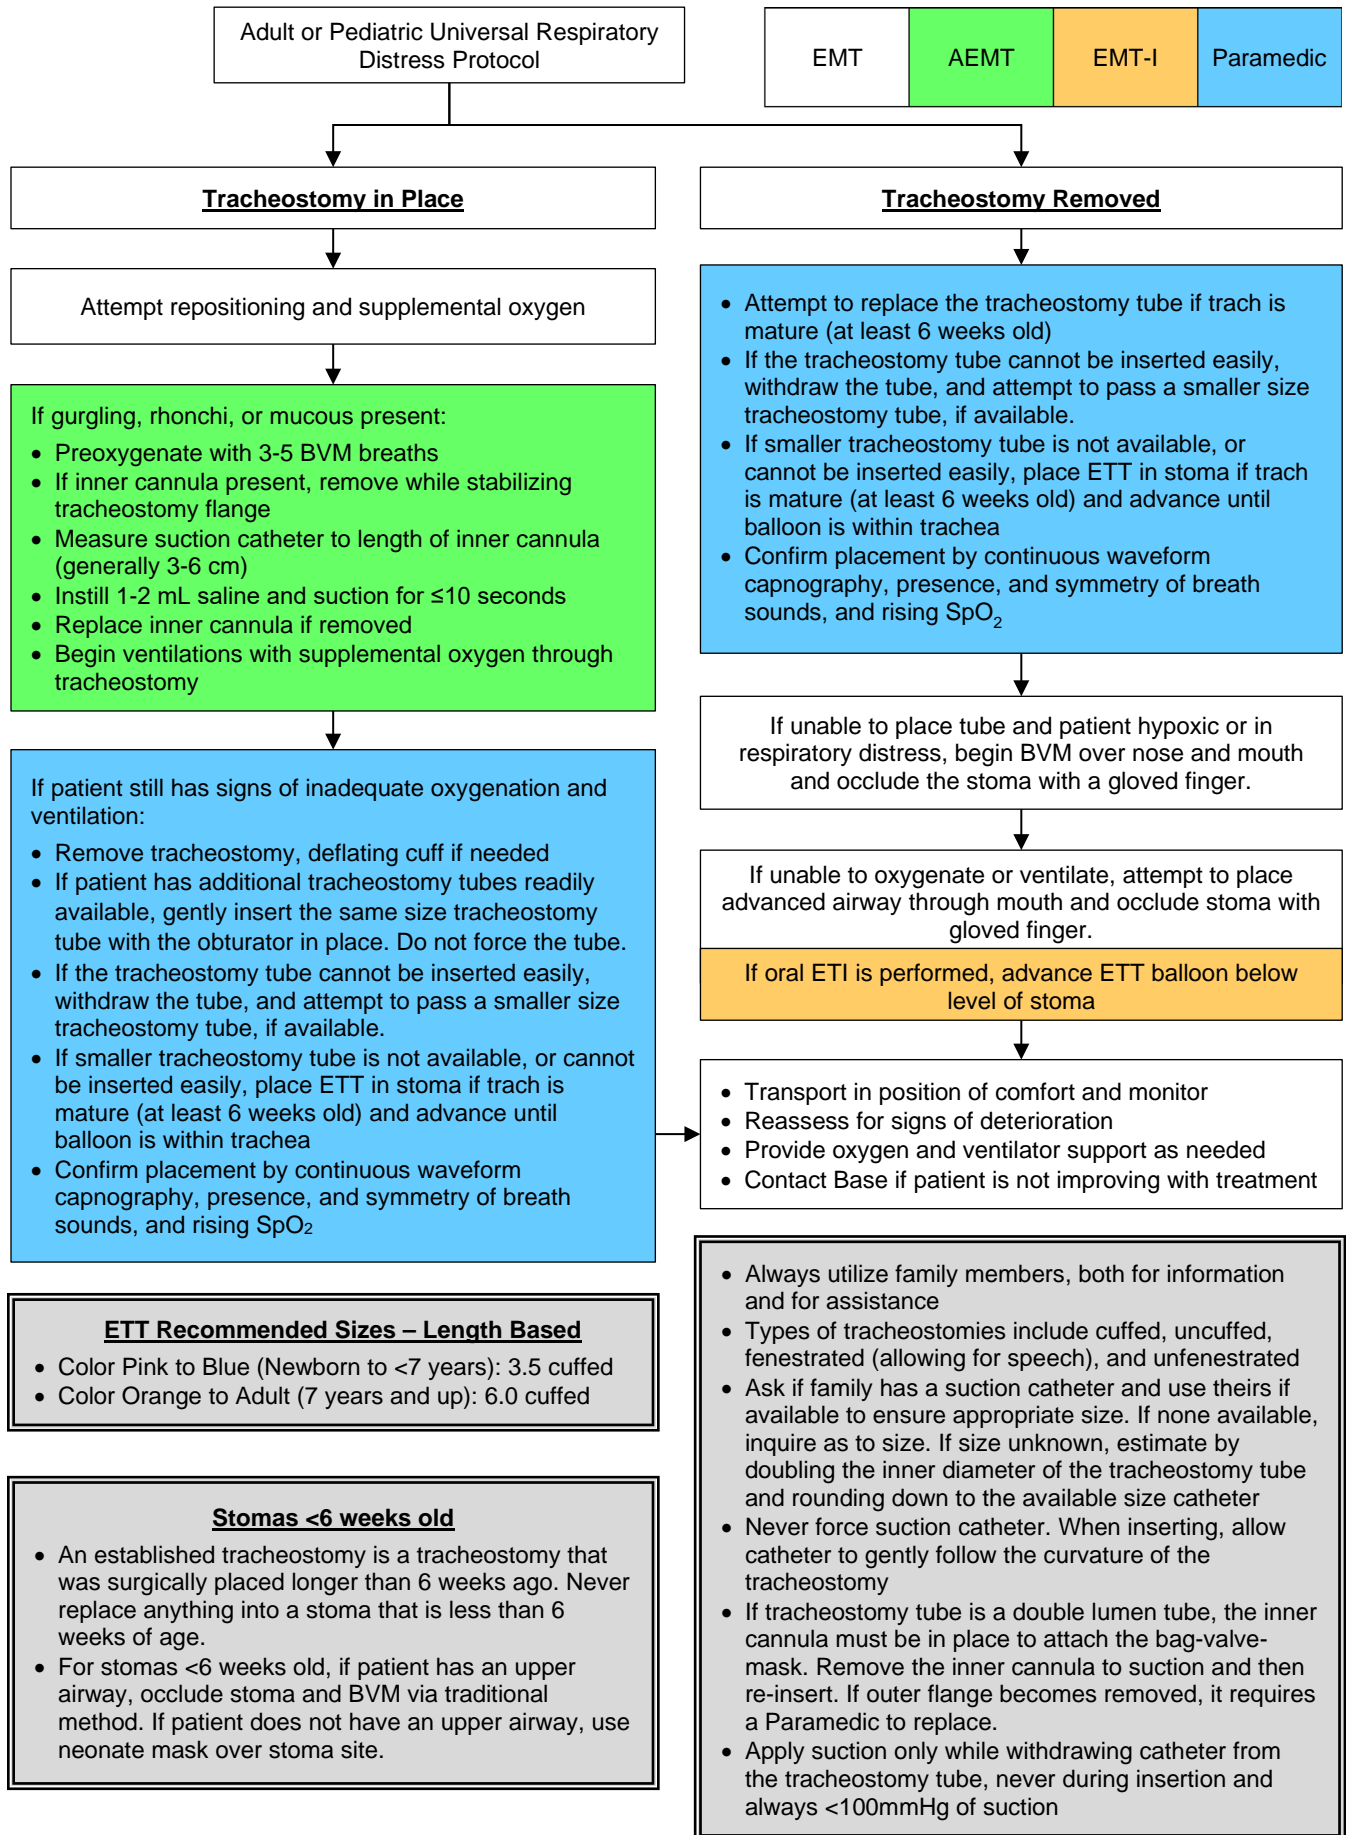 Adult or Pediatric Universal Respiratory
Distress Protocol
EMT
AEMT
EMT-I
Paramedic
Tracheostomy in Place
Attempt repositioning and supplemental oxygen
If gurgling, rhonchi, or mucous present:
• Preoxygenate with 3-5 BVM breaths
• If inner cannula present, remove while stabilizing
tracheostomy flange
• Measure suction catheter to length of inner cannula
(generally 3-6 cm)
• Instill 1-2 mL saline and suction for ≤10 seconds
• Replace inner cannula if removed
• Begin ventilations with supplemental oxygen through
tracheostomy
If patient still has signs of inadequate oxygenation and
ventilation:
• Remove tracheostomy, deflating cuff if needed
• If patient has additional tracheostomy tubes readily
available, gently insert the same size tracheostomy
tube with the obturator in place. Do not force the tube.
• If the tracheostomy tube cannot be inserted easily,
withdraw the tube, and attempt to pass a smaller size
tracheostomy tube, if available.
• If smaller tracheostomy tube is not available, or cannot
be inserted easily, place ETT in stoma if trach is
mature (at least 6 weeks old) and advance until
balloon is within trachea
• Confirm placement by continuous waveform
capnography, presence, and symmetry of breath
sounds, and rising SpO2
Tracheostomy Removed
• Attempt to replace the tracheostomy tube if trach is
mature (at least 6 weeks old)
• If the tracheostomy tube cannot be inserted easily,
withdraw the tube, and attempt to pass a smaller size
tracheostomy tube, if available.
• If smaller tracheostomy tube is not available, or
cannot be inserted easily, place ETT in stoma if trach
is mature (at least 6 weeks old) and advance until
balloon is within trachea
• Confirm placement by continuous waveform
capnography, presence, and symmetry of breath
sounds, and rising SpO2
If unable to place tube and patient hypoxic or in
respiratory distress, begin BVM over nose and mouth
and occlude the stoma with a gloved finger.
If unable to oxygenate or ventilate, attempt to place
advanced airway through mouth and occlude stoma with
gloved finger.
If oral ETI is performed, advance ETT balloon below
level of stoma
• Transport in position of comfort and monitor
• Reassess for signs of deterioration
• Provide oxygen and ventilator support as needed
• Contact Base if patient is not improving with treatment
ETT Recommended Sizes – Length Based
• Color Pink to Blue (Newborn to <7 years): 3.5 cuffed
• Color Orange to Adult (7 years and up): 6.0 cuffed
Stomas <6 weeks old
• An established tracheostomy is a tracheostomy that
was surgically placed longer than 6 weeks ago. Never
replace anything into a stoma that is less than 6
weeks of age.
• For stomas <6 weeks old, if patient has an upper
airway, occlude stoma and BVM via traditional
method. If patient does not have an upper airway, use
neonate mask over stoma site.
• Always utilize family members, both for information
and for assistance
• Types of tracheostomies include cuffed, uncuffed,
fenestrated (allowing for speech), and unfenestrated
• Ask if family has a suction catheter and use theirs if
available to ensure appropriate size. If none available,
inquire as to size. If size unknown, estimate by
doubling the inner diameter of the tracheostomy tube
and rounding down to the available size catheter
• Never force suction catheter. When inserting, allow
catheter to gently follow the curvature of the
tracheostomy
• If tracheostomy tube is a double lumen tube, the inner
cannula must be in place to attach the bag-valve-
mask. Remove the inner cannula to suction and then
re-insert. If outer flange becomes removed, it requires
a Paramedic to replace.
• Apply suction only while withdrawing catheter from
the tracheostomy tube, never during insertion and
always <100mmHg of suction